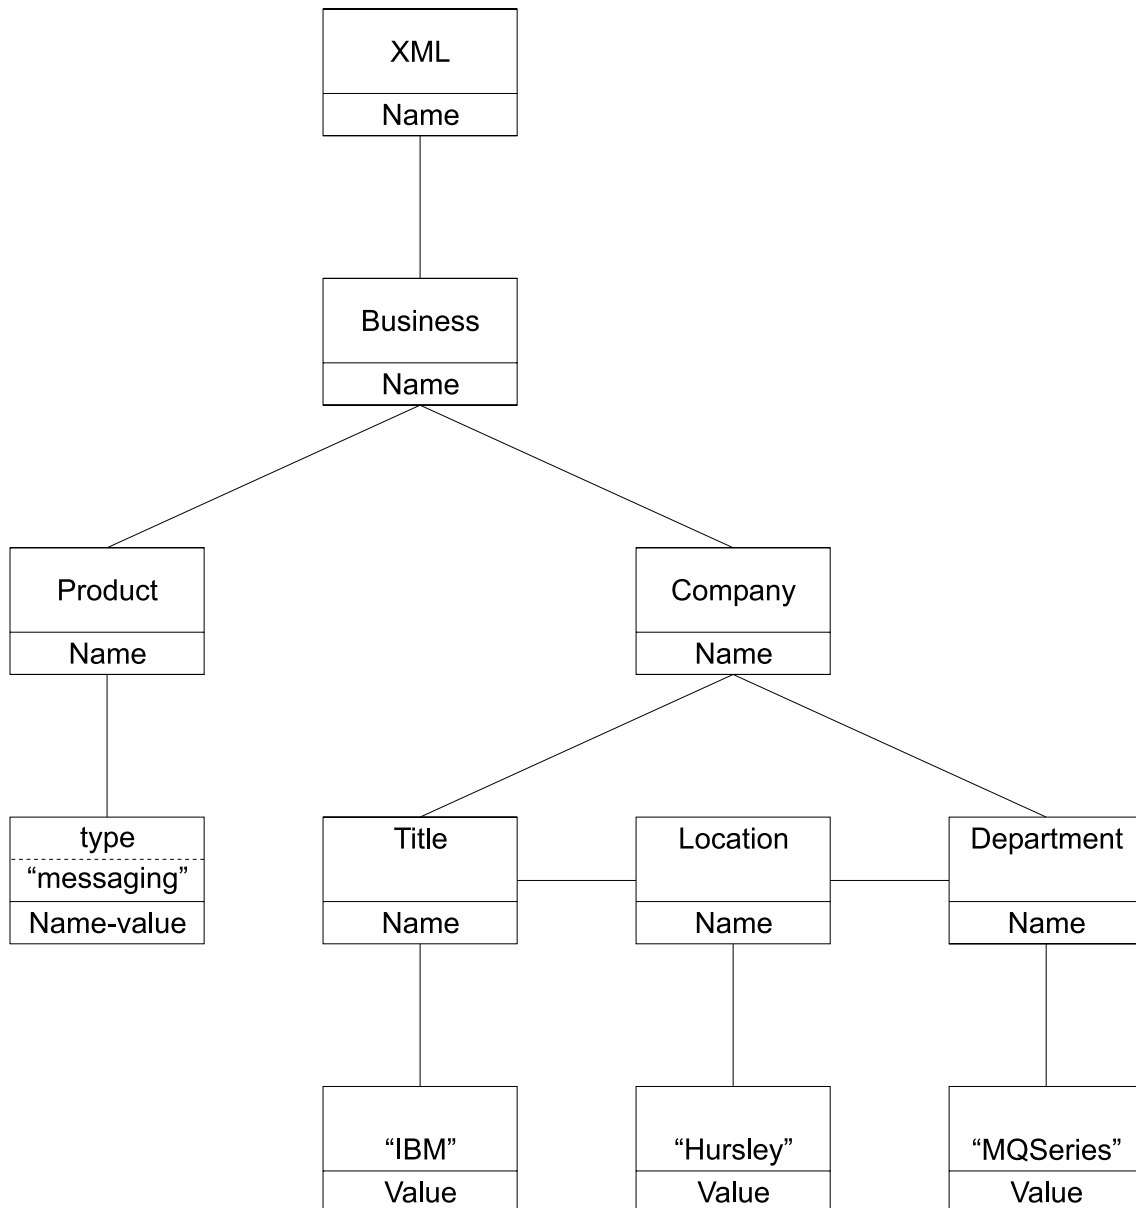 XML
Name
Business
Name
Product
Name
Company
Name
type
“messaging”
Name-value
Title
Name
Location
Name
Department
Name
“IBM”
Value
“Hursley”
Value
“MQSeries”
Value